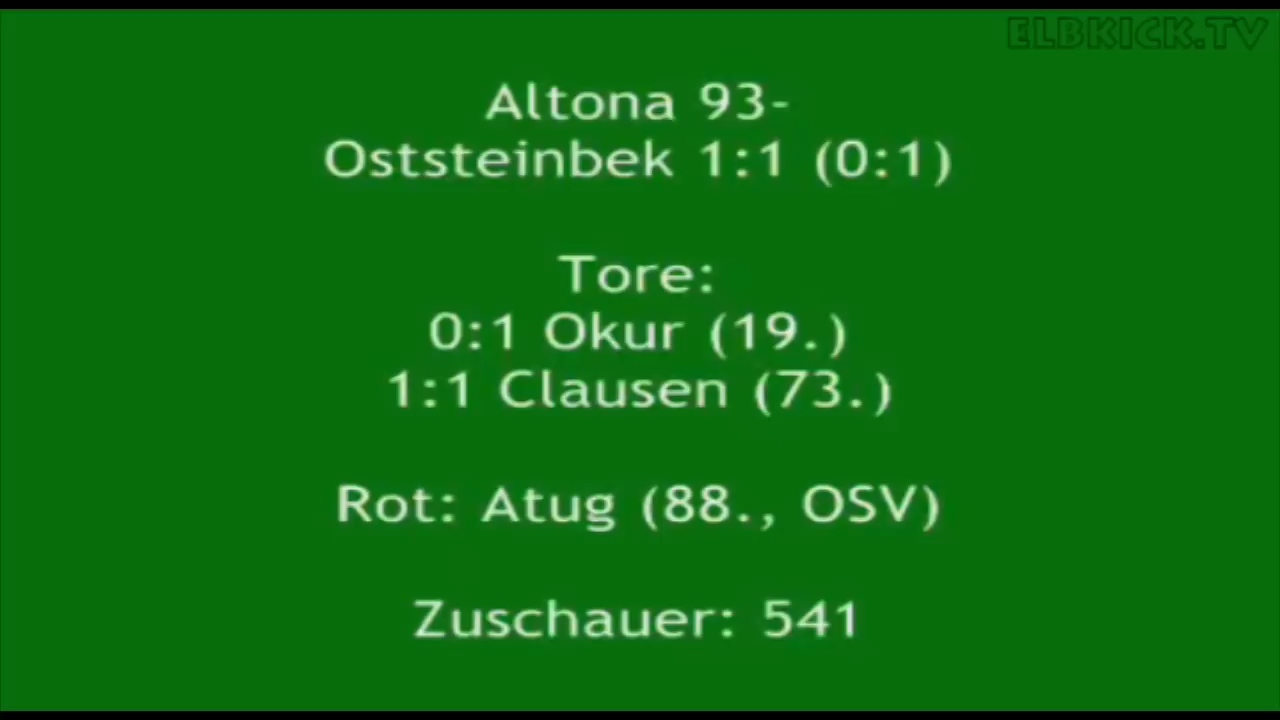 ELBKICK.TV
Altona 93-
Oststeinbek 1:1 (0:1)
Tore:
0:1 Okur (19.)
1:1 Clausen (73.)
Rot: Atug (88., OSV)
Zuschauer: 541